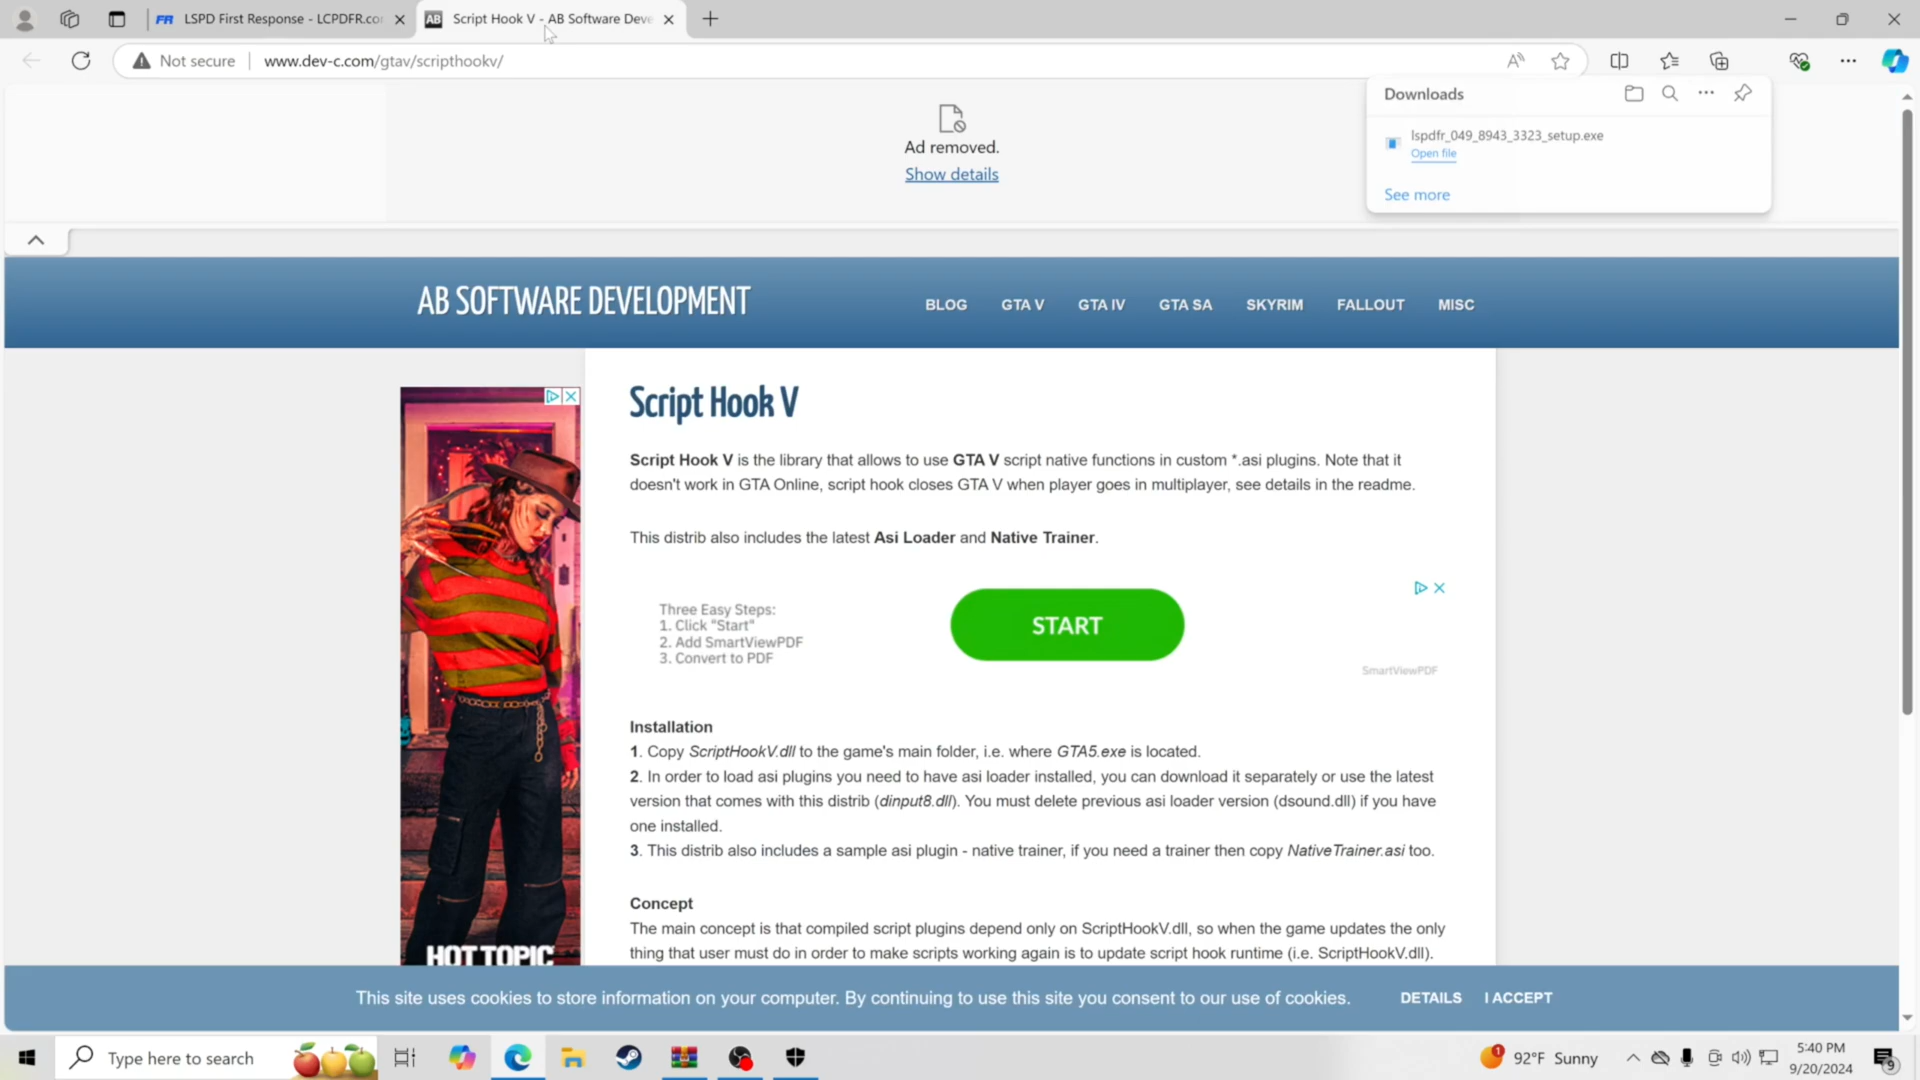 LSPD First Response - LCPDFR.co
AB
Script Hook V - AB Software Deve
Not secure
www.dev-c.com/gtav/scripthookv/
Downloads
lspdfr_049_8943_3323_setup.exe
Open file
See more
Ad removed.
Show details
AB SOFTWARE DEVELOPMENT
BLOG
GTA V
GTA IV
GTA SA
SKYRIM
FALLOUT
MISC
Script Hook V
Script Hook V is the library that allows to use GTA V script native functions in custom *.asi plugins. Note that it
doesn't work in GTA Online, script hook closes GTA V when player goes in multiplayer, see details in the readme.
This distrib also includes the latest Asi Loader and Native Trainer.
Three Easy Steps:
1. Click "Start"
2. Add SmartViewPDF
3. Convert to PDF
START
SmartViewPDF
Installation
1. Copy ScriptHookV.dll to the game's main folder, i.e. where GTA5.exe is located.
2. In order to load asi plugins you need to have asi loader installed, you can download it separately or use the latest
version that comes with this distrib (dinput8.dll). You must delete previous asi loader version (dsound.dll) if you have
one installed.
3. This distrib also includes a sample asi plugin - native trainer, if you need a trainer then copy NativeTrainer.asi too.
Concept
The main concept is that compiled script plugins depend only on ScriptHookV.dll, so when the game updates the only
thing that user must do in order to make scripts working again is to update script hook runtime (i.e. ScriptHookV.dll).
HOT TOPIC
This site uses cookies to store information on your computer. By continuing to use this site you consent to our use of cookies.
DETAILS
I ACCEPT
Type here to search
92°F Sunny
5:40 PM
9/20/2024